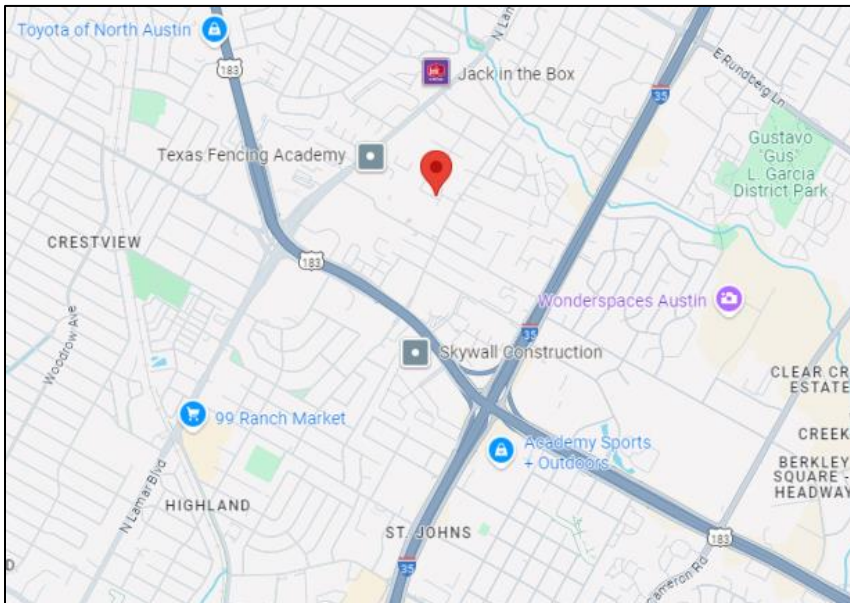 Toyota of North Austin
183
N Lamar
Jack in the Box
35
E Rundberg Ln
Gustavo
"Gus"
L. Garcia
District Park
Texas Fencing Academy
CRESTVIEW
183
Wonderspaces Austin
35
Woodrow Ave
Skywall Construction
CLEAR CR
ESTATE
99 Ranch Market
Academy Sports
+ Outdoors
CREEK
BERKLEY
SQUARE -
HEADWAY
N Lamar Blvd
HIGHLAND
ST. JOHNS
183
D
35
Cameron Rd